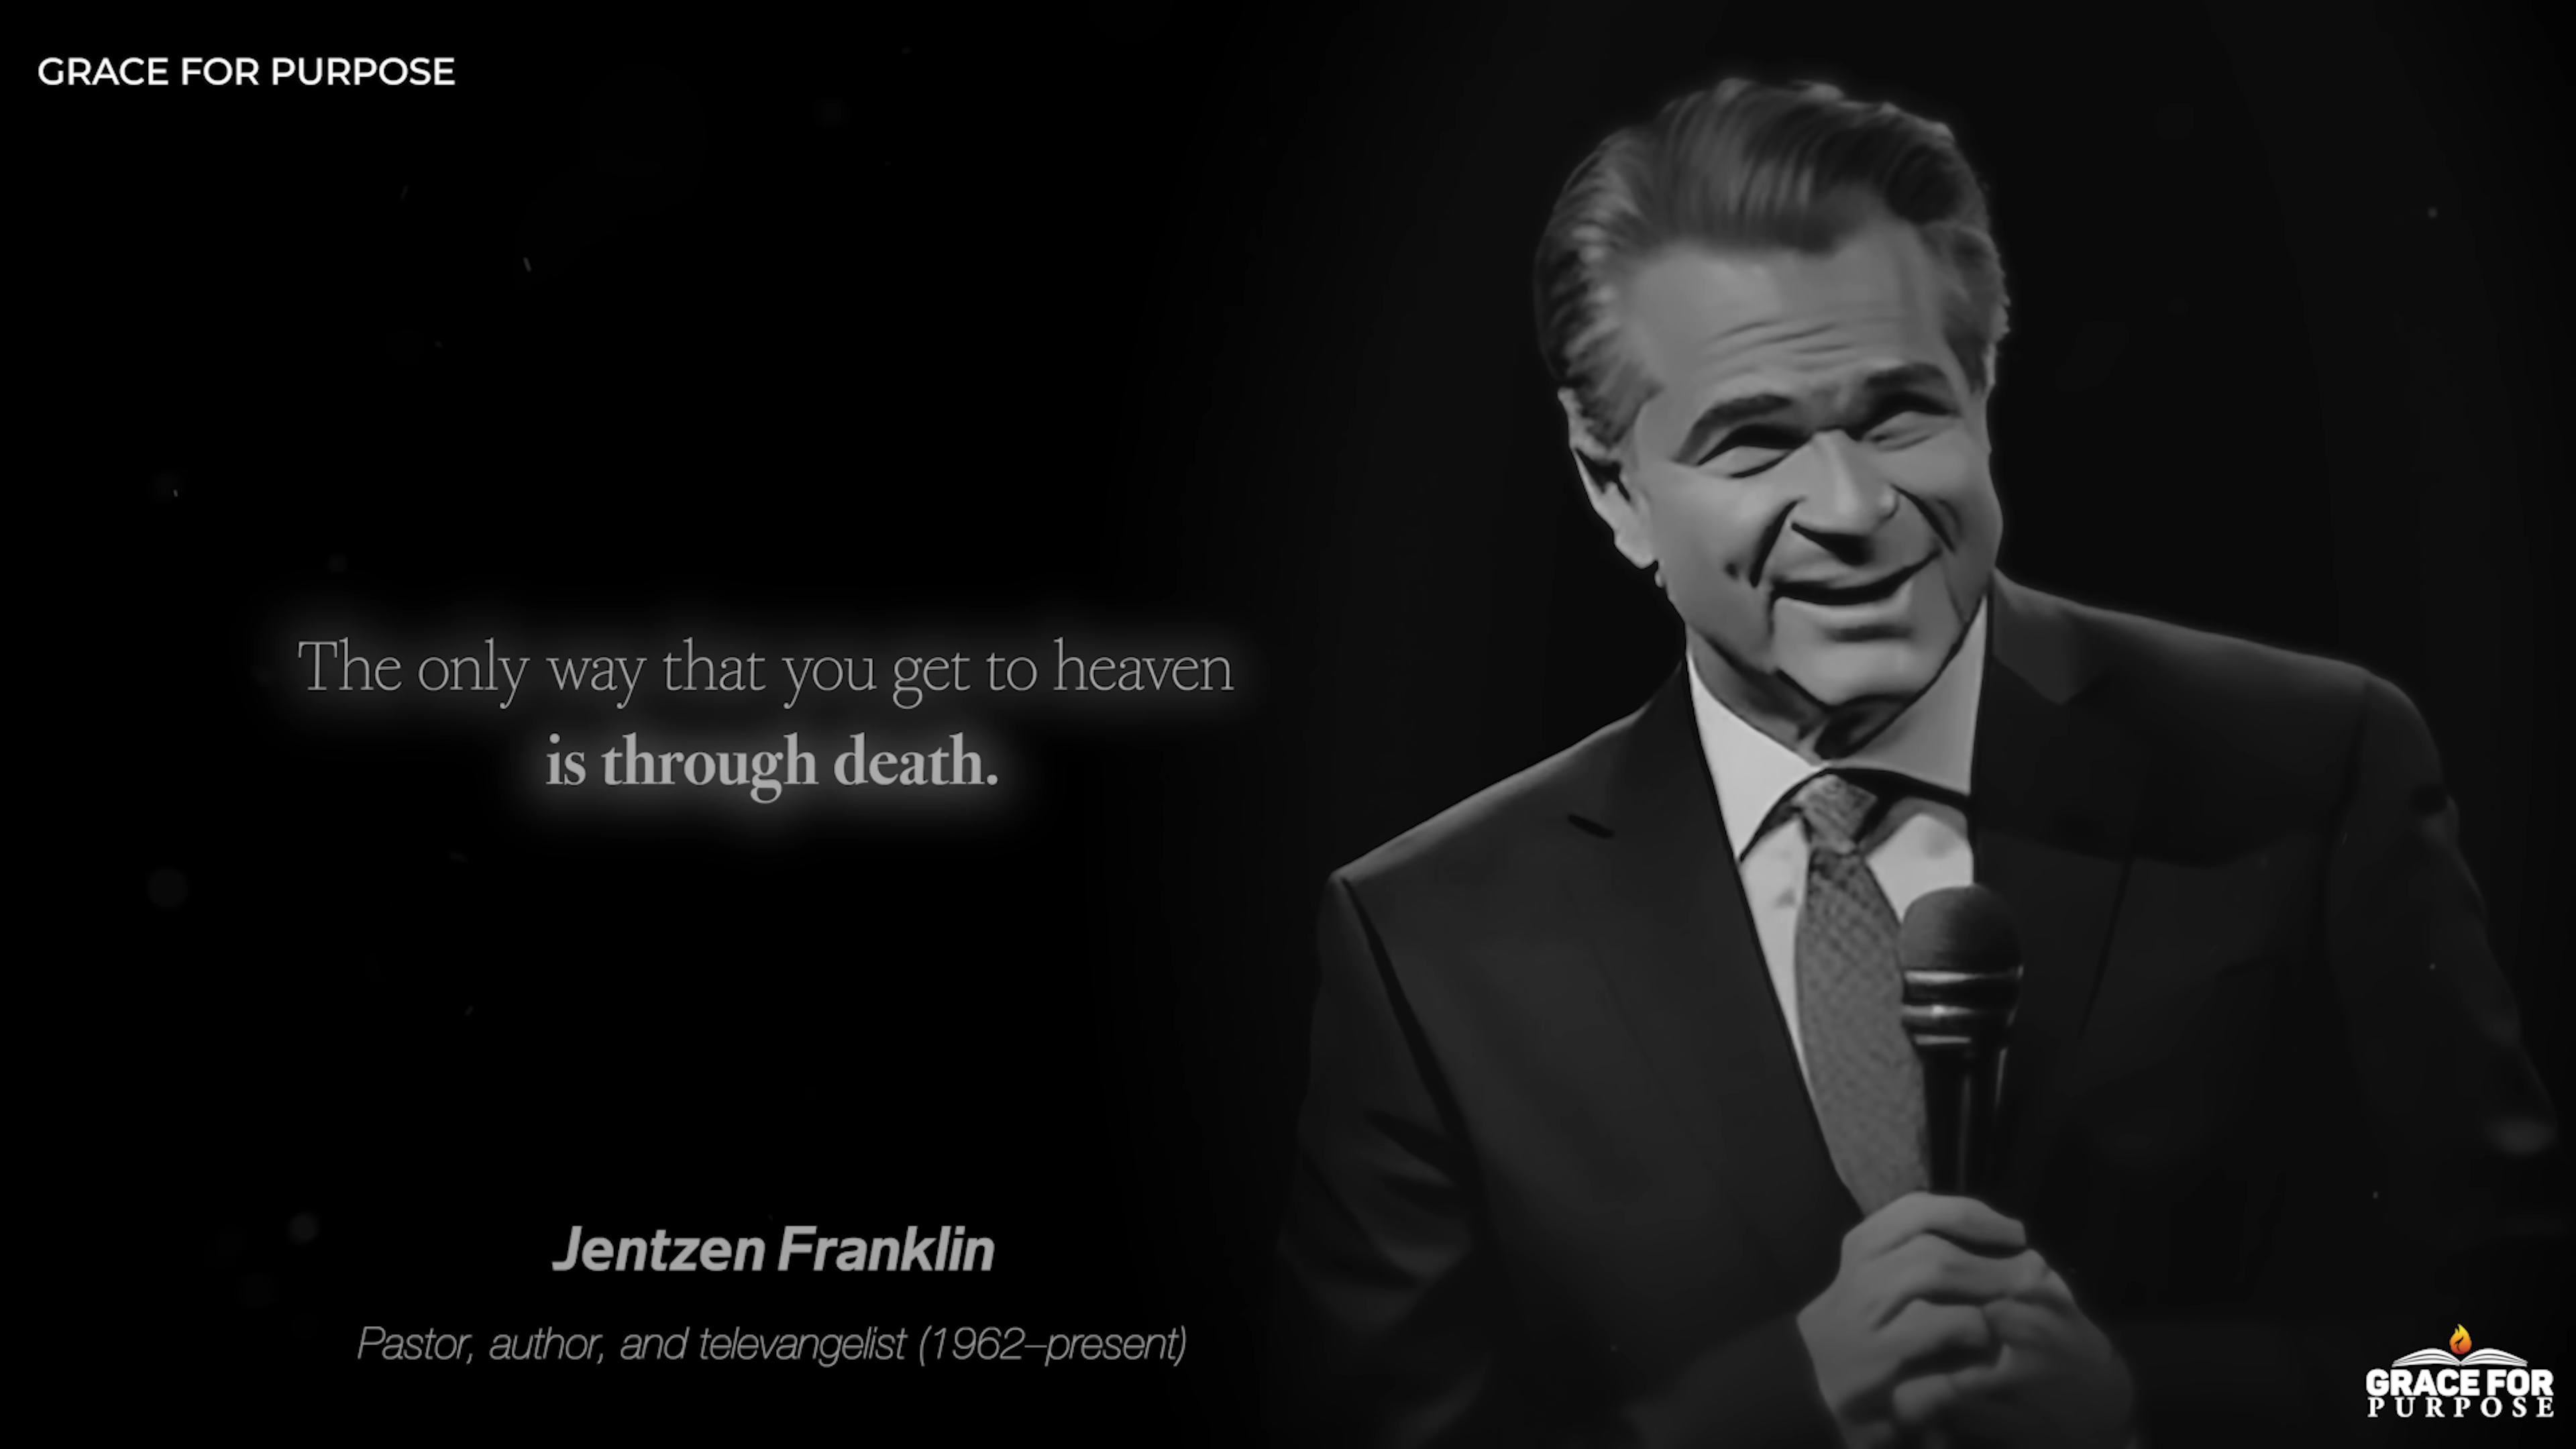 GRACE FOR PURPOSE
The only way that you get to heaven
is through death.
Jentzen Franklin
Pastor, author, and televangelist (1962–present)
GRACE FOR
PURPOSE